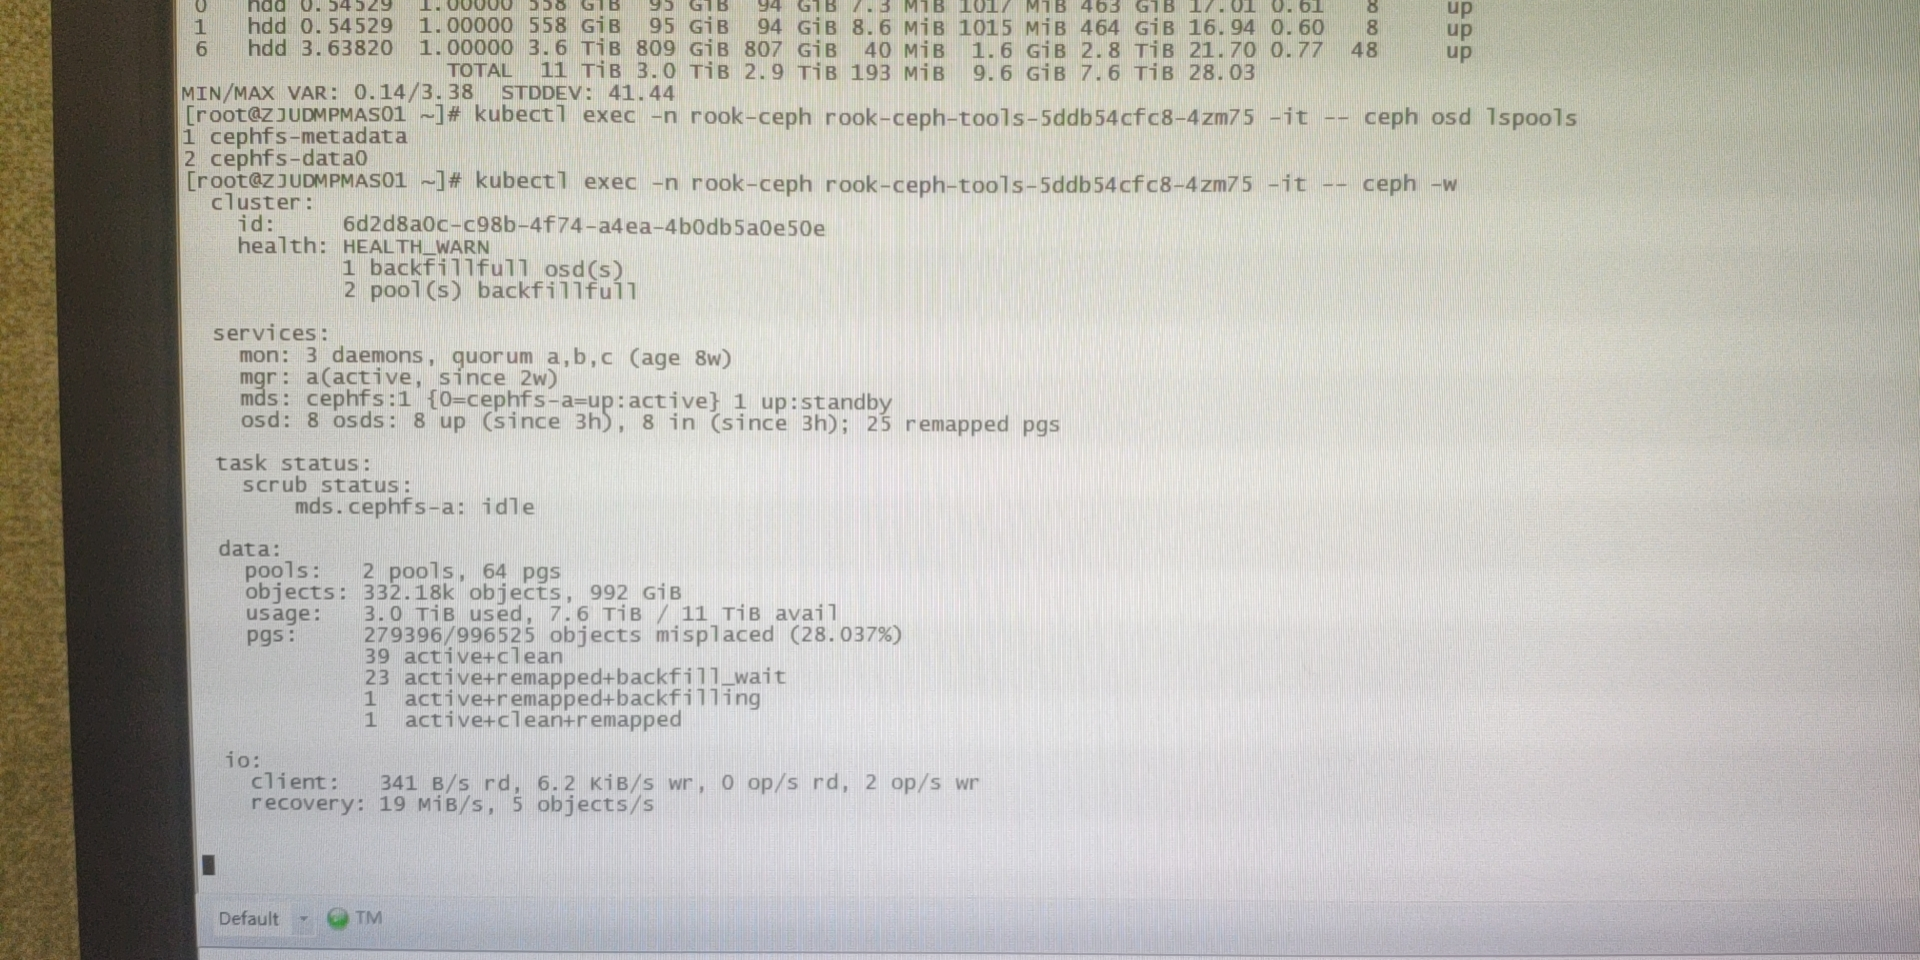 0 hdd 0.54529 1.00000 558 GiB 95 GiB 94 GiB 7.3 MiB 1017 MiB 463 GiB 17.01 0.61 8 up
1 hdd 0.54529 1.00000 558 GiB 95 GiB 94 GiB 8.6 MiB 1015 MiB 464 GiB 16.94 0.60 8 up
6 hdd 3.63820 1.00000 3.6 TiB 809 GiB 807 GiB 40 MiB 1.6 GiB 2.8 TiB 21.70 0.77 48 up
TOTAL 11 TiB 3.0 TiB 2.9 TiB 193 MiB 9.6 GiB 7.6 TiB 28.03
MIN/MAX VAR: 0.14/3.38 STDDEV: 41.44
[root@ZJUDMPMAS01 ~]# kubectl exec -n rook-ceph rook-ceph-tools-5ddb54cfc8-4zm75 -it -- ceph osd lspools
1 cephfs-metadata
2 cephfs-data0
[root@ZJUDMPMAS01 ~]# kubectl exec -n rook-ceph rook-ceph-tools-5ddb54cfc8-4zm75 -it -- ceph -w
cluster:
id: 6d2d8a0c-c98b-4f74-a4ea-4b0db5a0e50e
health: HEALTH_WARN
1 backfillfull osd(s)
2 pool(s) backfillfull
services:
mon: 3 daemons, quorum a,b,c (age 8w)
mgr: a(active, since 2w)
mds: cephfs:1 {0=cephfs-a=up:active} 1 up:standby
osd: 8 osds: 8 up (since 3h), 8 in (since 3h); 25 remapped pgs
task status:
scrub status:
mds.cephfs-a: idle
data:
pools: 2 pools, 64 pgs
objects: 332.18k objects, 992 GiB
usage: 3.0 TiB used, 7.6 TiB / 11 TiB avail
pgs: 279396/996525 objects misplaced (28.037%)
39 active+clean
23 active+remapped+backfill_wait
1 active+remapped+backfilling
1 active+clean+remapped
io:
client: 341 B/s rd, 6.2 KiB/s wr, 0 op/s rd, 2 op/s wr
recovery: 19 MiB/s, 5 objects/s
Default TM